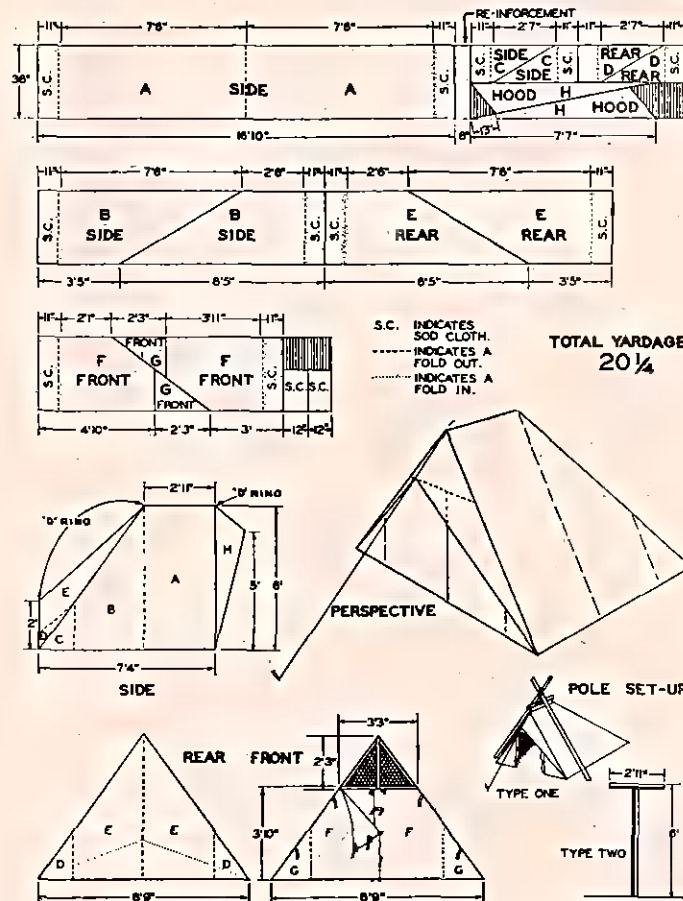 RE-INFORCEMENT
11" 7'6" 7'6" 11" 11" 2'7" 11" 11" 2'7" 11"
36" S.C. A SIDE A S.C.
S.C. SIDE C C SIDE S.C. S.C. REAR D D REAR S.C.
HOOD H
H HOOD
16'10" 6" 13" 7'7"
11" 7'6" 2'6" 11" 11" 2'6" 7'6" 11"
S.C. B SIDE B SIDE S.C. S.C. E REAR E REAR S.C.
3'5" 8'5" 8'5" 3'5"
11" 2'1" 2'3" 3'11" 11"
S.C. F FRONT FRONT G F FRONT S.C.
G FRONT S.C. S.C.
4'10" 2'3" 3' 12" 12"
S.C. INDICATES
SOD CLOTH.
INDICATES A
FOLD OUT.
INDICATES A
FOLD IN.
TOTAL YARDAGE
20 ¼
2'11"
"D" RING "D" RING
H
E B A 5' 6'
2' D C
7'4"
SIDE
PERSPECTIVE
POLE SET-UP
TYPE ONE
2'11"
6'
TYPE TWO
REAR FRONT
3'3"
2'3"
3'10"
E E
D D
F F
G G
8'9" 8'9"